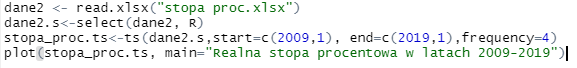 dane2 <- read.xlsx("stopa proc.xlsx")
dane2.s<-select(dane2, R)
stopa_proc.ts<-ts(dane2.s,start=c(2009,1), end=c(2019,1),frequency=4)
plot(stopa_proc.ts, main="Realna stopa procentowa w latach 2009-2019")